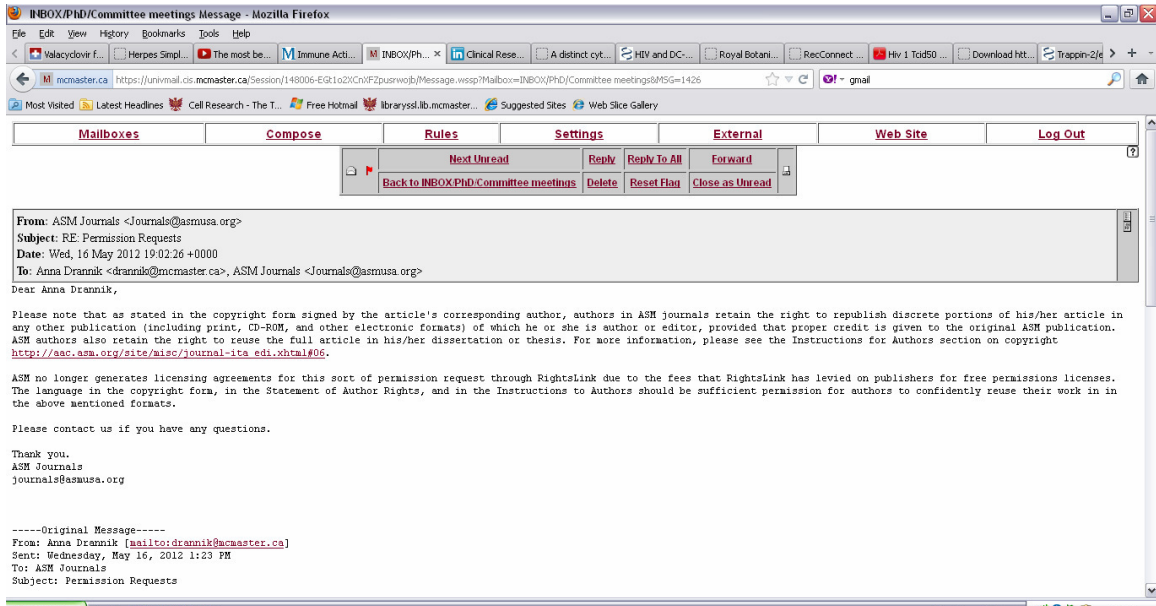 INBOX/PhD/Committee meetings Message - Mozilla Firefox
File Edit View History Bookmarks Tools Help
Valacyclovir f... Herpes Simpl... The most be... Immune Acti... INBOX/Ph... × Clinical Rese... A distinct cyt... HIV and DC-... Royal Botani... RecConnect ... Hiv 1 Tcid50 ... Download htt... Trappin-2/e
mcmaster.ca https://univmail.cis.mcmaster.ca/Session/148006-EGt1o2XCnXFZpusrwojb/Message.wssp?Mailbox=INBOX/PhD/Committee meetings&MSG=1426 gmail
Most Visited Latest Headlines Cell Research - The T... Free Hotmail libraryssl.lib.mcmaster... Suggested Sites Web Slice Gallery
Mailboxes Compose Rules Settings External Web Site Log Out
Next Unread Reply Reply To All Forward
Back to INBOX/PhD/Committee meetings Delete Reset Flag Close as Unread
From: ASM Journals <Journals@asmusa.org>
Subject: RE: Permission Requests
Date: Wed, 16 May 2012 19:02:26 +0000
To: Anna Drannik <drannik@mcmaster.ca>, ASM Journals <Journals@asmusa.org>
Dear Anna Drannik,
Please note that as stated in the copyright form signed by the article's corresponding author, authors in ASM journals retain the right to republish discrete portions of his/her article in
any other publication (including print, CD-ROM, and other electronic formats) of which he or she is author or editor, provided that proper credit is given to the original ASM publication.
ASM authors also retain the right to reuse the full article in his/her dissertation or thesis. For more information, please see the Instructions for Authors section on copyright
http://aac.asm.org/site/misc/journal-ita_edi.xhtml#06.
ASM no longer generates licensing agreements for this sort of permission request through RightsLink due to the fees that RightsLink has levied on publishers for free permissions licenses.
The language in the copyright form, in the Statement of Author Rights, and in the Instructions to Authors should be sufficient permission for authors to confidently reuse their work in in
the above mentioned formats.
Please contact us if you have any questions.
Thank you.
ASM Journals
journals@asmusa.org
-----Original Message-----
From: Anna Drannik [mailto:drannik@mcmaster.ca]
Sent: Wednesday, May 16, 2012 1:23 PM
To: ASM Journals
Subject: Permission Requests